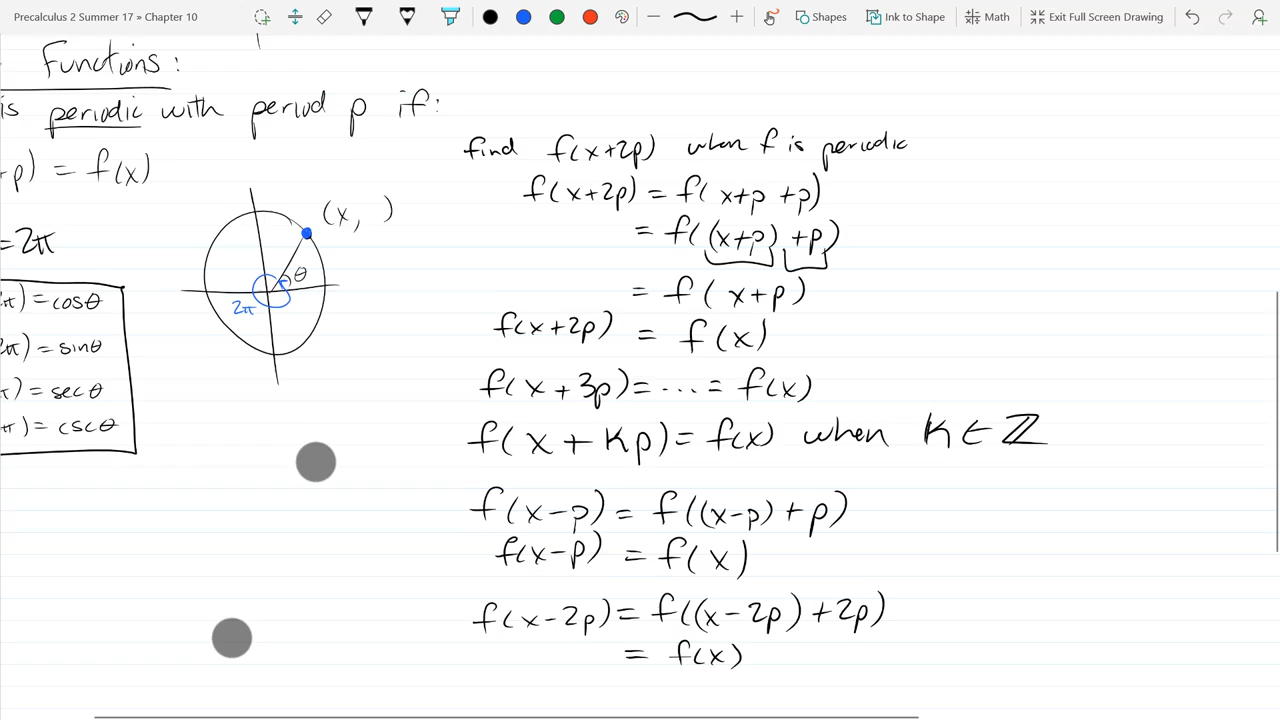 Precalculus 2 Summer 17 » Chapter 10
Shapes
Ink to Shape
Math
Exit Full Screen Drawing
Functions:
is periodic with period p if:
p) = f(x)
= 2π
π) = cosθ
2π) = sinθ
π) = secθ
π) = cscθ
(x, )
θ
2π
find f(x+2p) when f is periodic
f(x+2p) = f(x+p +p)
= f((x+p) +p)
= f(x+p)
f(x+2p) = f(x)
f(x+3p) = ... = f(x)
f(x + kp) = f(x) when k ∈ ℤ
f(x-p) = f((x-p)+p)
f(x-p) = f(x)
f(x-2p) = f((x-2p)+2p)
= f(x)